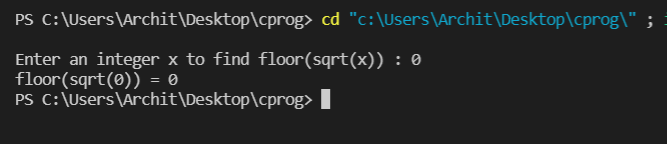 PS C:\Users\Archit\Desktop\cprog> cd "c:\Users\Archit\Desktop\cprog\" ;
Enter an integer x to find floor(sqrt(x)) : 0
floor(sqrt(0)) = 0
PS C:\Users\Archit\Desktop\cprog>